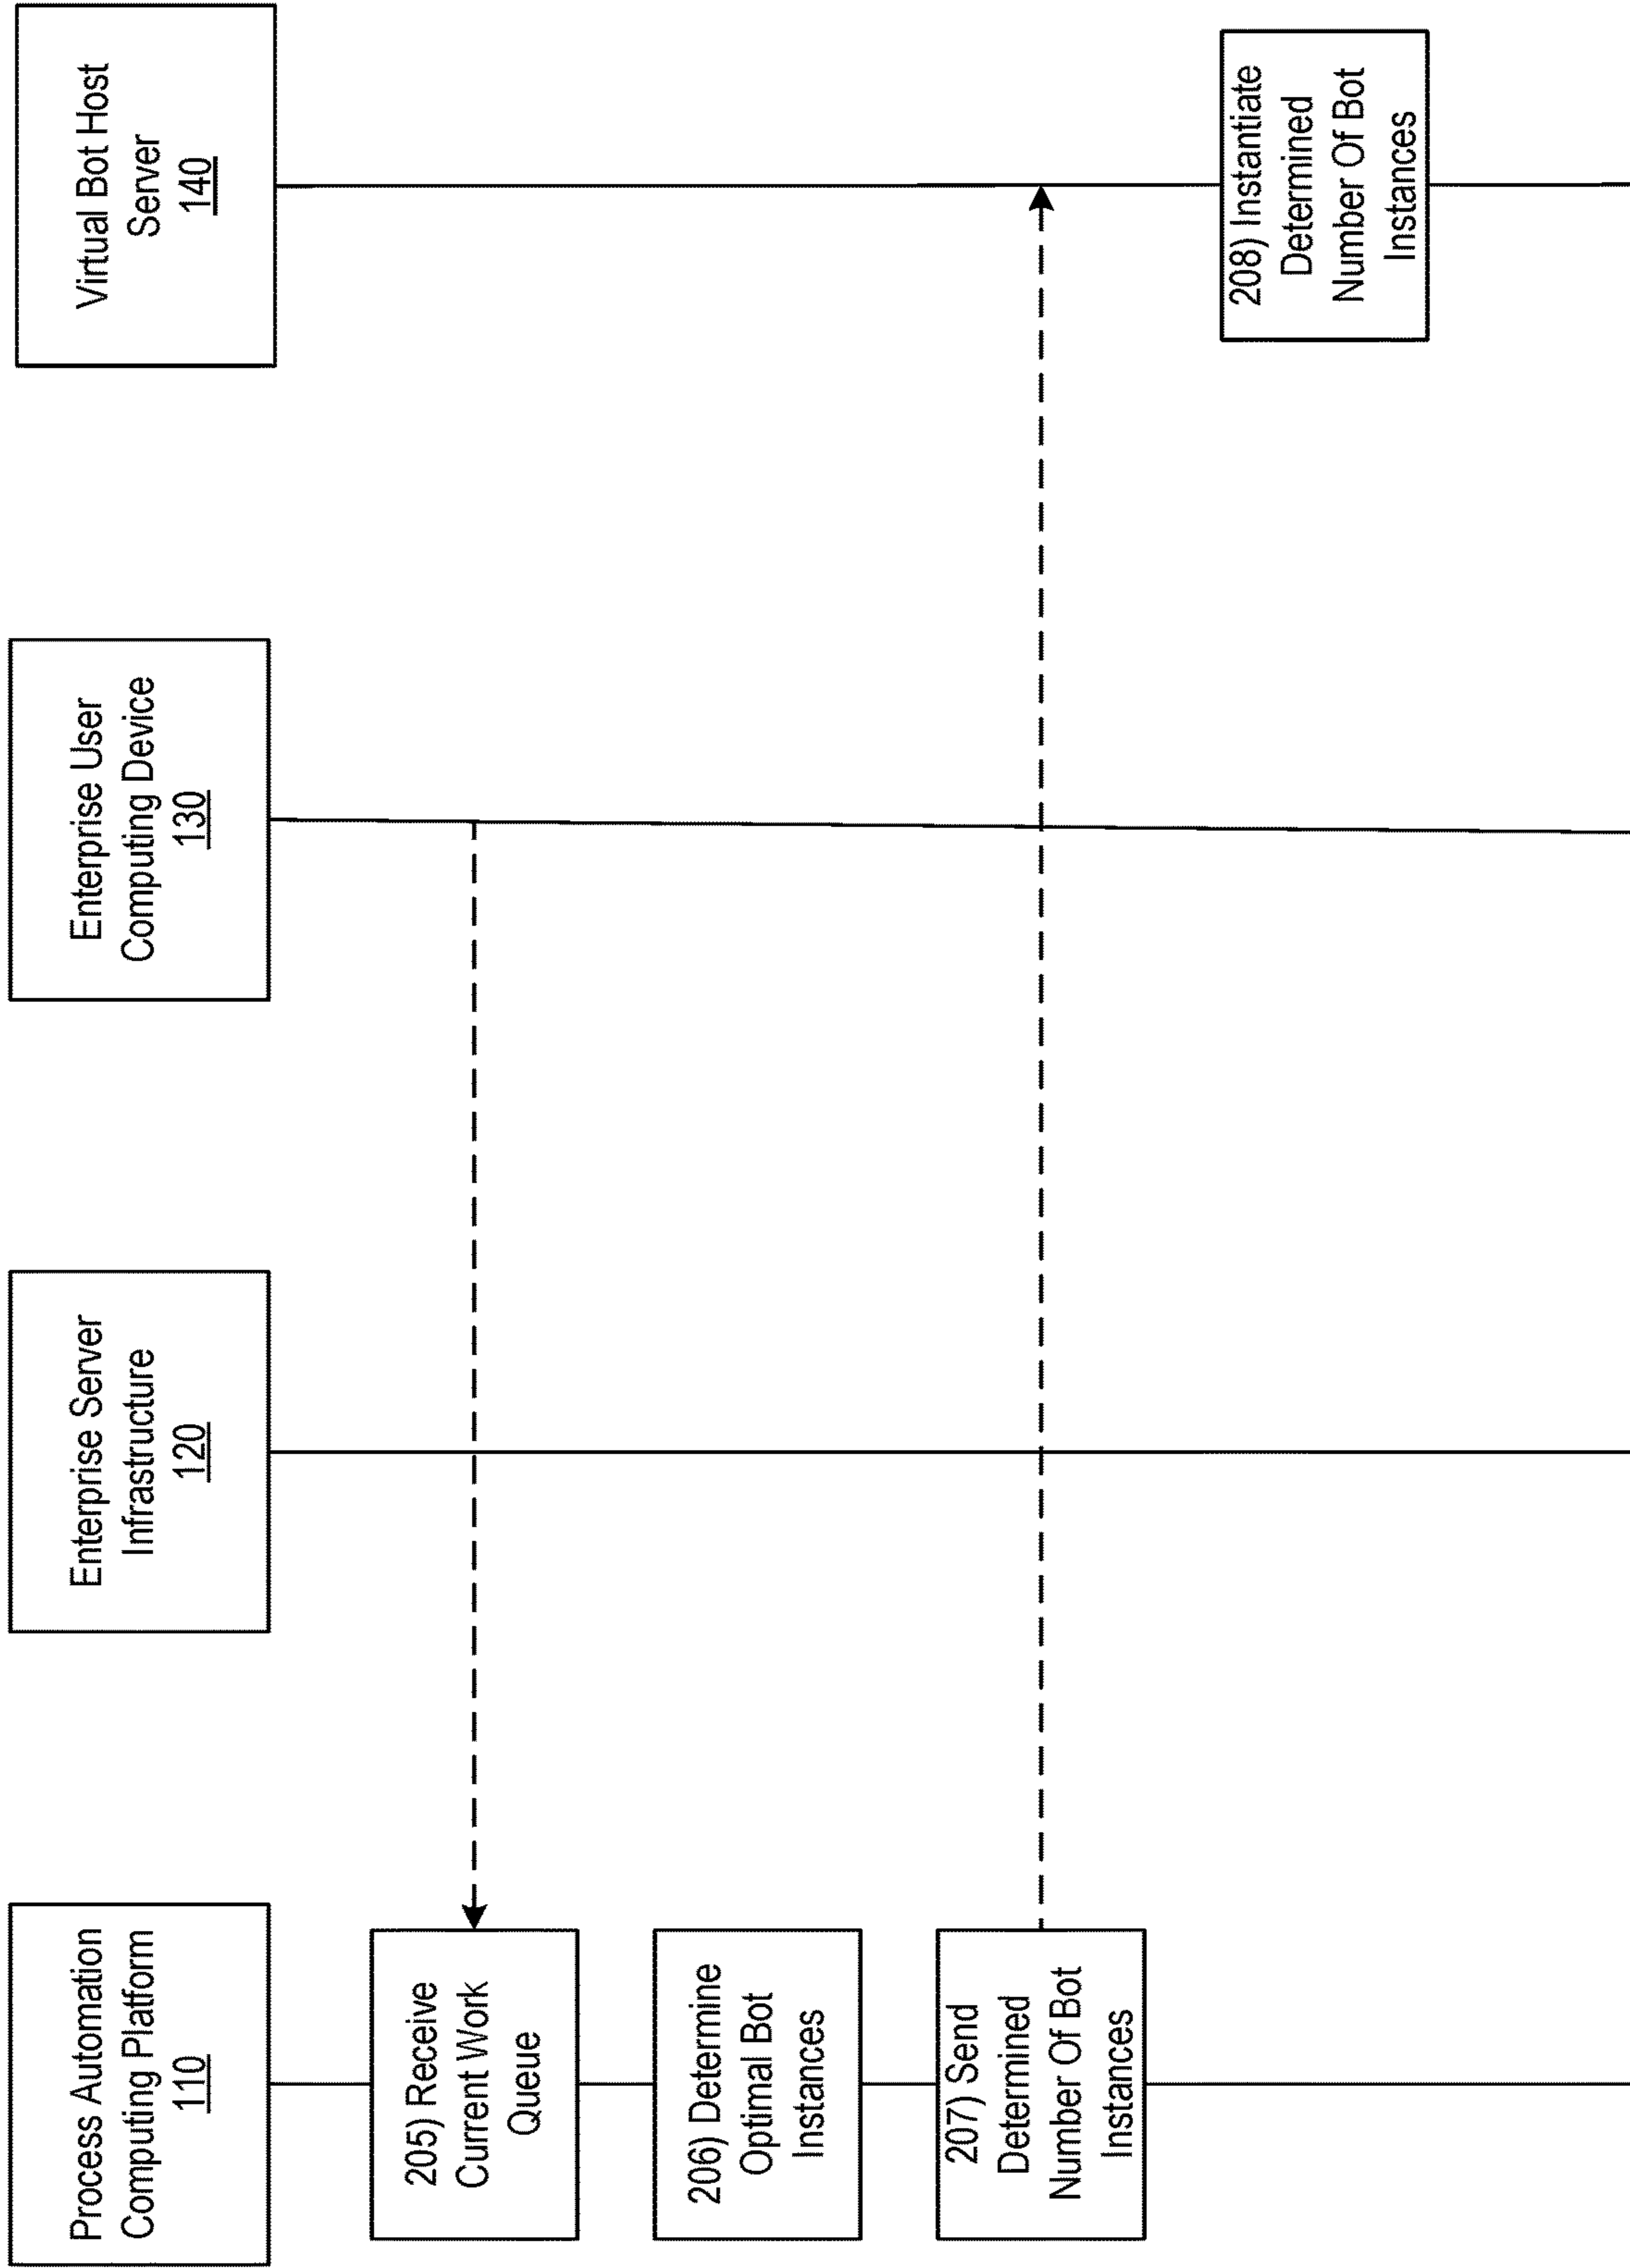 Process Automation
Computing Platform
110
Enterprise Server
Infrastructure
120
Enterprise User
Computing Device
130
Virtual Bot Host
Server
140
205) Receive
Current Work
Queue
206) Determine
Optimal Bot
Instances
207) Send
Determined
Number Of Bot
Instances
208) Instantiate
Determined
Number Of Bot
Instances